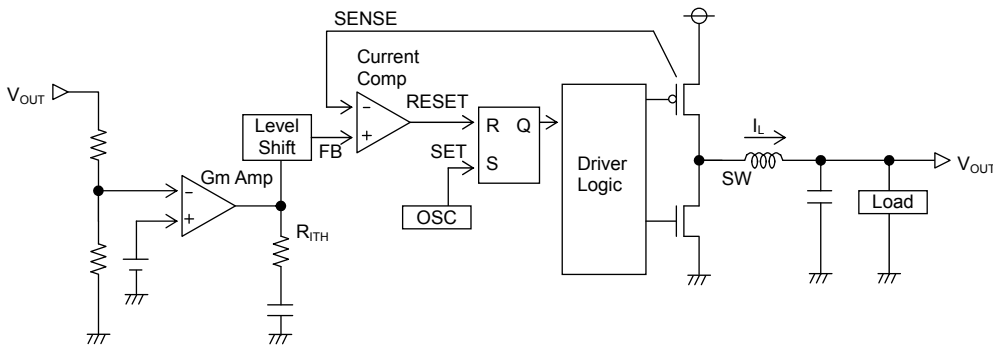 SENSE
Current
Comp
VOUT
RESET
Level
Shift
FB
R Q
S
SET
Gm Amp
OSC
RITH
Driver
Logic
IL
SW
VOUT
Load